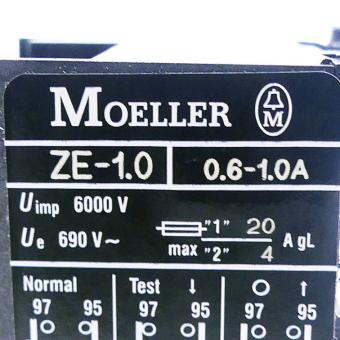 MOELLER M
ZE-1.0 0.6-1.0A
Uimp 6000 V
Ue 690 V~ max "1" 20 "2" 4 A gL
Normal Test ↓ O ↑
97 95 97 95 97 95